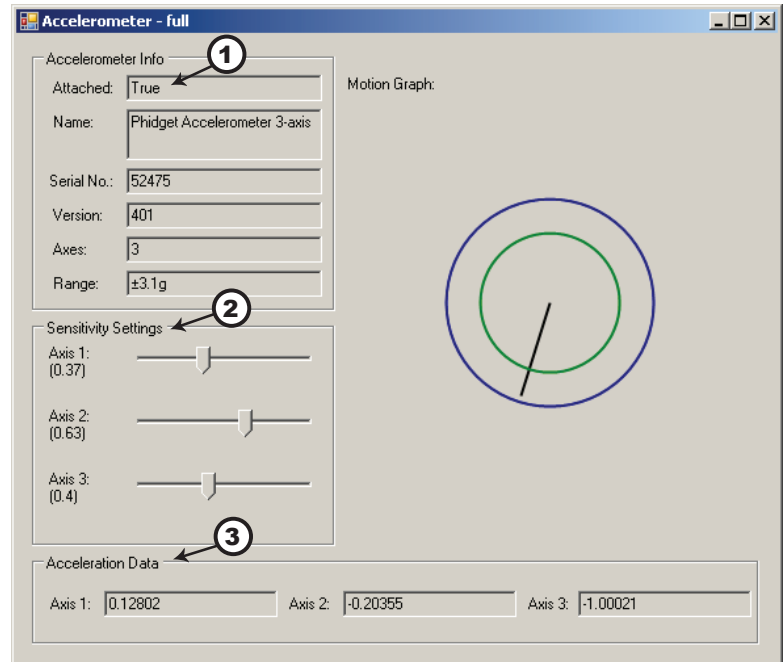 Accelerometer - full
1
Accelerometer Info
Attached: True
Motion Graph:
Name: Phidget Accelerometer 3-axis
Serial No.: 52475
Version: 401
Axes: 3
Range: ±3.1g
2
Sensitivity Settings
Axis 1:
(0.37)
Axis 2:
(0.63)
Axis 3:
(0.4)
3
Acceleration Data
Axis 1: 0.12802 Axis 2: -0.20355 Axis 3: -1.00021